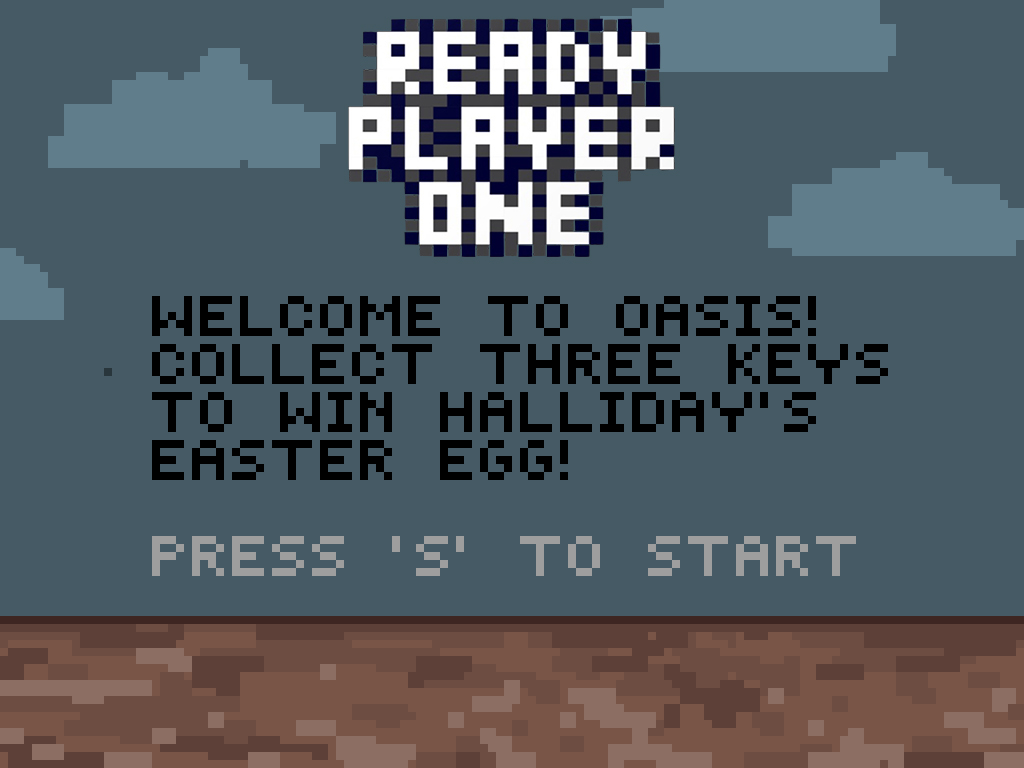 READY
PLAYER
ONE
WELCOME TO OASIS!
COLLECT THREE KEYS
TO WIN HALLIDAY'S
EASTER EGG!
PRESS 'S' TO START